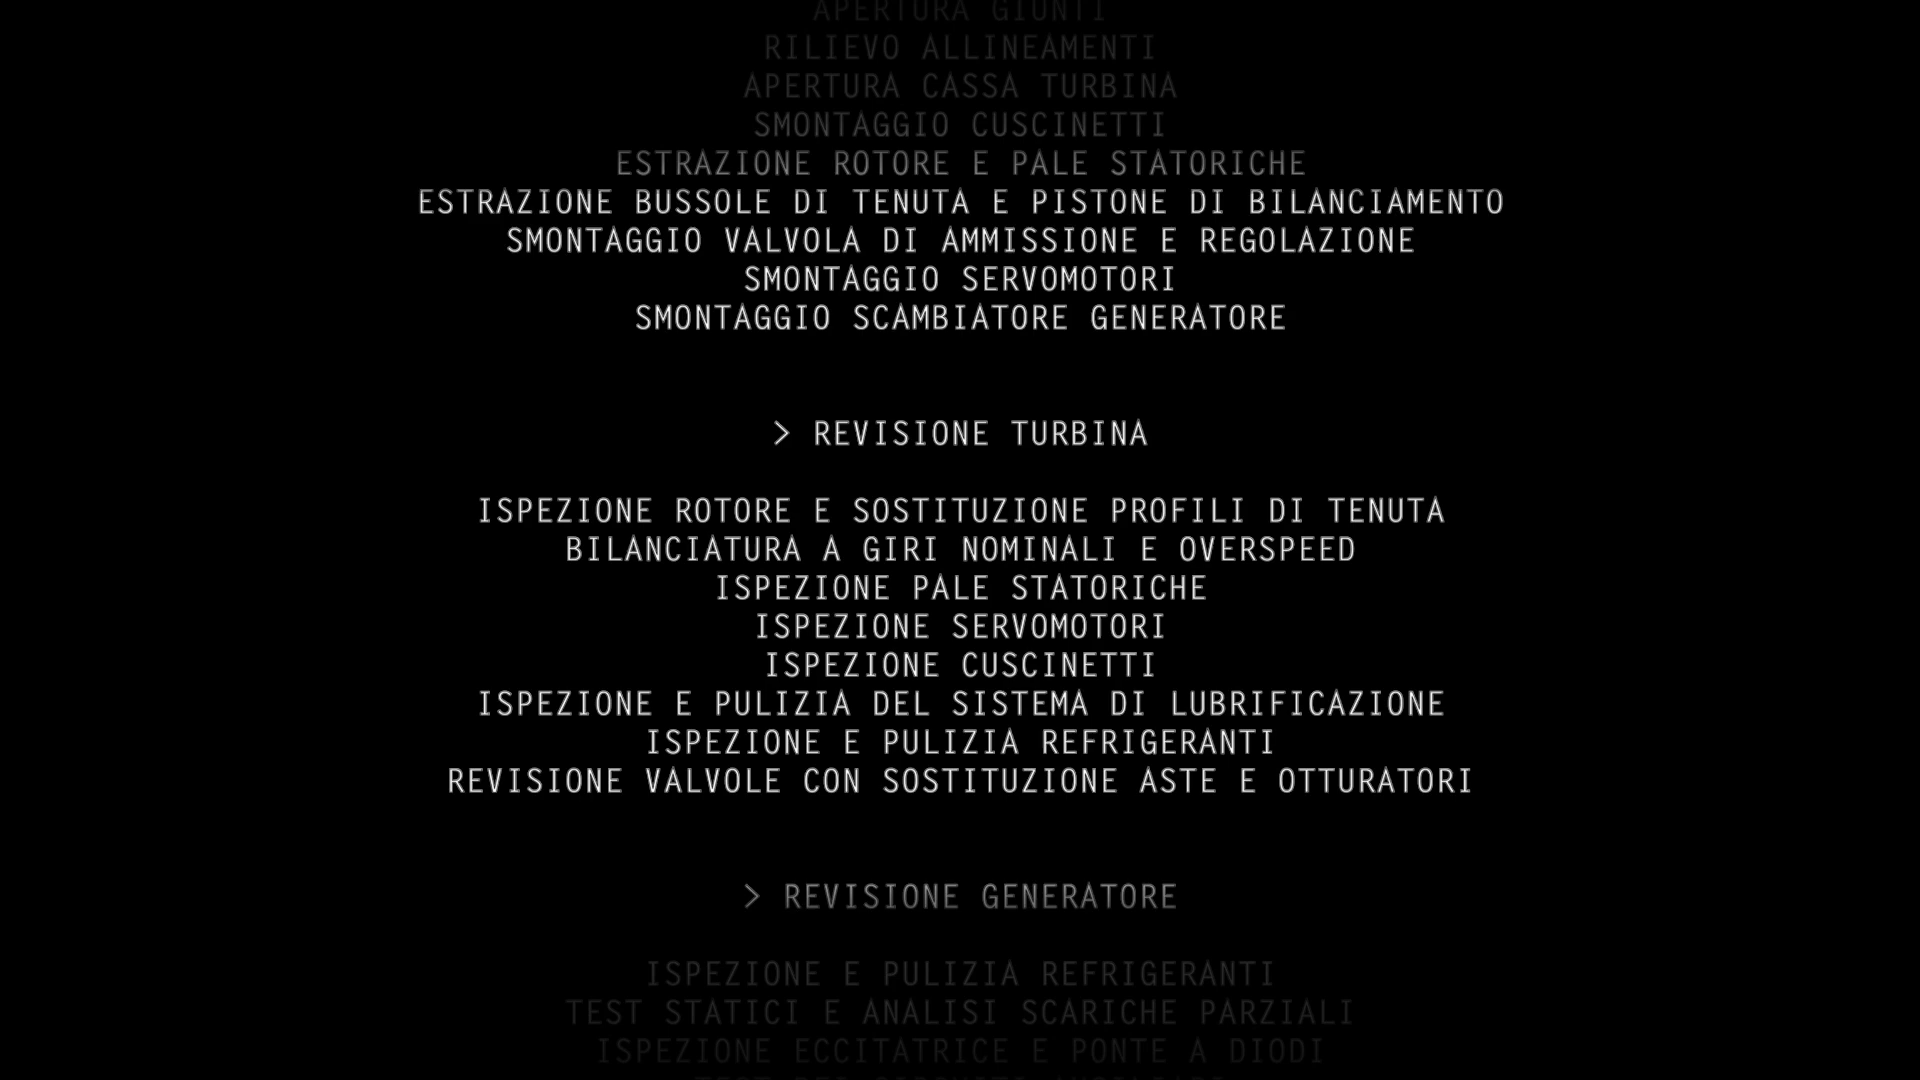 APERTURA GIUNTI
RILIEVO ALLINEAMENTI
APERTURA CASSA TURBINA
SMONTAGGIO CUSCINETTI
ESTRAZIONE ROTORE E PALE STATORICHE
ESTRAZIONE BUSSOLE DI TENUTA E PISTONE DI BILANCIAMENTO
SMONTAGGIO VALVOLA DI AMMISSIONE E REGOLAZIONE
SMONTAGGIO SERVOMOTORI
SMONTAGGIO SCAMBIATORE GENERATORE
> REVISIONE TURBINA
ISPEZIONE ROTORE E SOSTITUZIONE PROFILI DI TENUTA
BILANCIATURA A GIRI NOMINALI E OVERSPEED
ISPEZIONE PALE STATORICHE
ISPEZIONE SERVOMOTORI
ISPEZIONE CUSCINETTI
ISPEZIONE E PULIZIA DEL SISTEMA DI LUBRIFICAZIONE
ISPEZIONE E PULIZIA REFRIGERANTI
REVISIONE VALVOLE CON SOSTITUZIONE ASTE E OTTURATORI
> REVISIONE GENERATORE
ISPEZIONE E PULIZIA REFRIGERANTI
TEST STATICI E ANALISI SCARICHE PARZIALI
ISPEZIONE ECCITATRICE E PONTE A DIODI